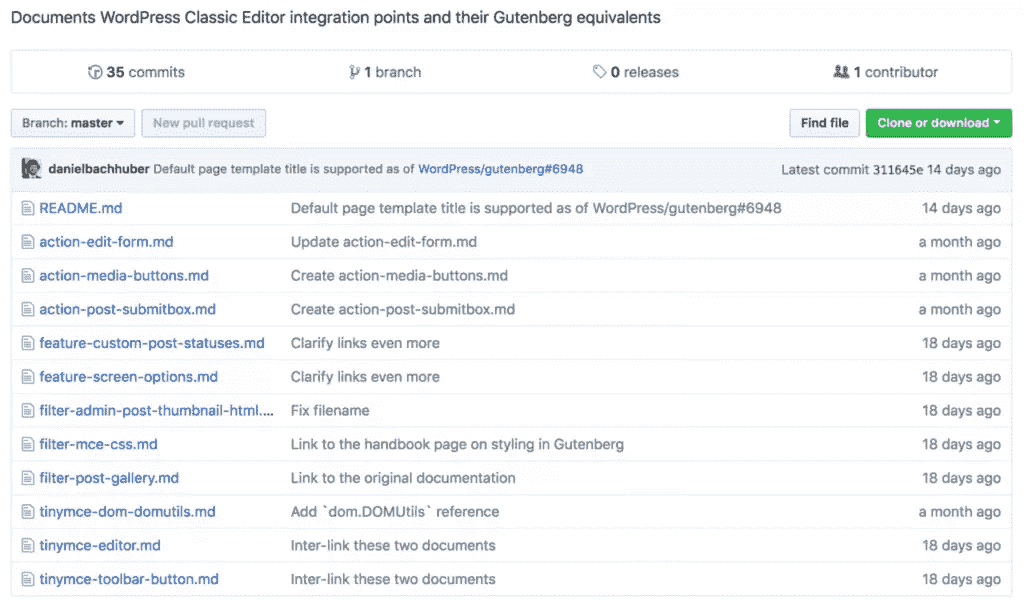 Documents WordPress Classic Editor integration points and their Gutenberg equivalents
35 commits 1 branch 0 releases 1 contributor
Branch: master New pull request Find file Clone or download
danielbachhuber Default page template title is supported as of WordPress/gutenberg#6948 Latest commit 311645e 14 days ago
README.md Default page template title is supported as of WordPress/gutenberg#6948 14 days ago
action-edit-form.md Update action-edit-form.md a month ago
action-media-buttons.md Create action-media-buttons.md a month ago
action-post-submitbox.md Create action-post-submitbox.md a month ago
feature-custom-post-statuses.md Clarify links even more 18 days ago
feature-screen-options.md Clarify links even more 18 days ago
filter-admin-post-thumbnail-html.... Fix filename 18 days ago
filter-mce-css.md Link to the handbook page on styling in Gutenberg 18 days ago
filter-post-gallery.md Link to the original documentation 18 days ago
tinymce-dom-domutils.md Add `dom.DOMUtils` reference a month ago
tinymce-editor.md Inter-link these two documents 18 days ago
tinymce-toolbar-button.md Inter-link these two documents 18 days ago